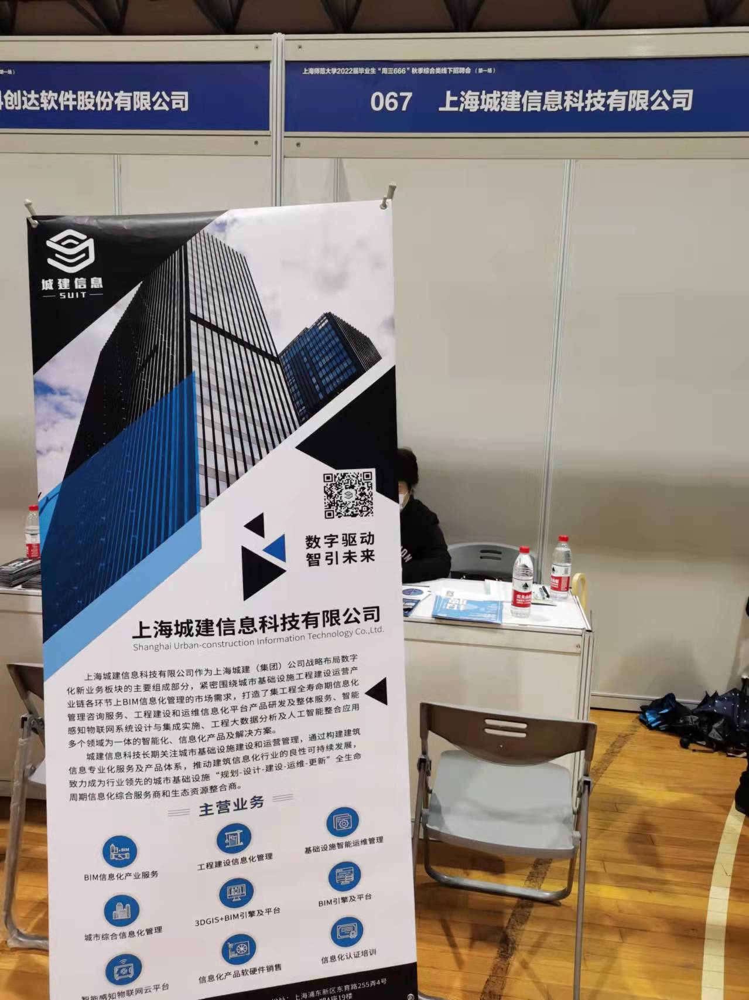 第一场）
上海师范大学2022届毕业生“周三666”秋季综合类线下招聘会（第一场）
创达软件股份有限公司
067 上海城建信息科技有限公司
城建信息
SUIT
数字驱动
智引未来
上海城建信息科技有限公司
Shanghai Urban-construction Information Technology Co.,Ltd.
上海城建信息科技有限公司作为上海城建（集团）公司战略布局数字
化新业务板块的主要组成部分，紧密围绕城市基础设施工程建设运营产
业链各环节上BIM信息化管理的市场需求，打造了集工程全寿命期信息化
管理咨询服务、工程建设和运维信息化平台产品研发及整体服务、智能
感知物联网系统设计与集成实施、工程大数据分析及人工智能整合应用
多个领域为一体的智能化、信息化产品及解决方案。
城建信息科技长期关注城市基础设施建设和运营管理，通过构建建筑
信息专业化服务及产品体系，推动建筑信息化行业的良性可持续发展，
致力成为行业领先的城市基础设施“规划-设计-建设-运维-更新”全生命
周期信息化综合服务商和生态资源整合商。
主营业务
+BIM
BIM信息化产业服务
工程建设信息化管理
基础设施智能运维管理
城市综合信息化管理
3DGIS+BIM引擎及平台
BIM引擎及平台
智能感知物联网云平台
信息化产品软硬件销售
信息化认证培训
上海浦东新区东育路255弄4号
A座19楼
农夫山泉